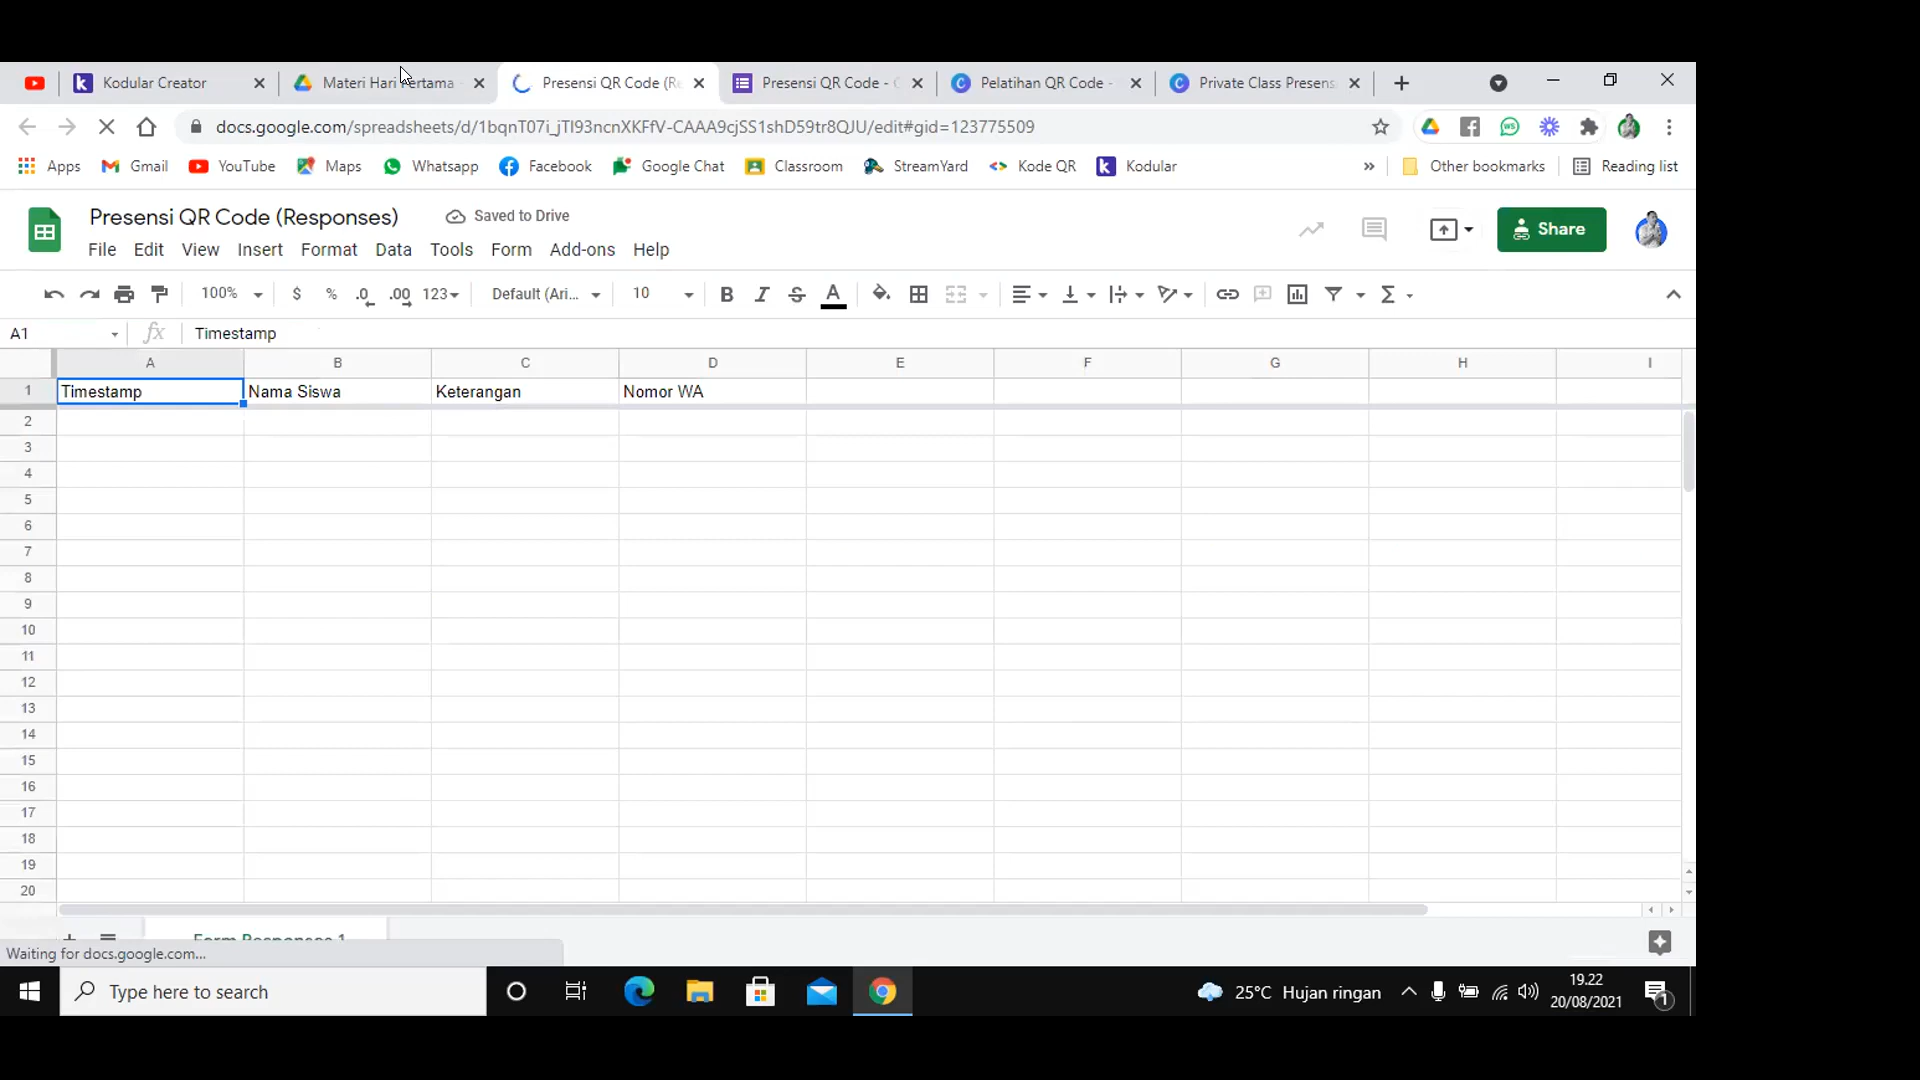 Kodular Creator
Materi Hari Pertama -
Presensi QR Code (Re
Presensi QR Code - G
Pelatihan QR Code -
Private Class Presens
docs.google.com/spreadsheets/d/1bqnT07i_jTI93ncnXKFfV-CAAA9cjSS1shD59tr8QJU/edit#gid=123775509
Apps Gmail YouTube Maps Whatsapp Facebook Google Chat Classroom StreamYard Kode QR Kodular » Other bookmarks Reading list
Presensi QR Code (Responses) Saved to Drive
Share
File Edit View Insert Format Data Tools Form Add-ons Help
100% $ % .0 .00 123 Default (Ari... 10 B I S A Σ
A1 fx Timestamp
A B C D E F G H I
1 Timestamp Nama Siswa Keterangan Nomor WA
2
3
4
5
6
7
8
9
10
11
12
13
14
15
16
17
18
19
20
Form Responses 1
Waiting for docs.google.com...
Type here to search
25°C Hujan ringan
19.22
20/08/2021
1